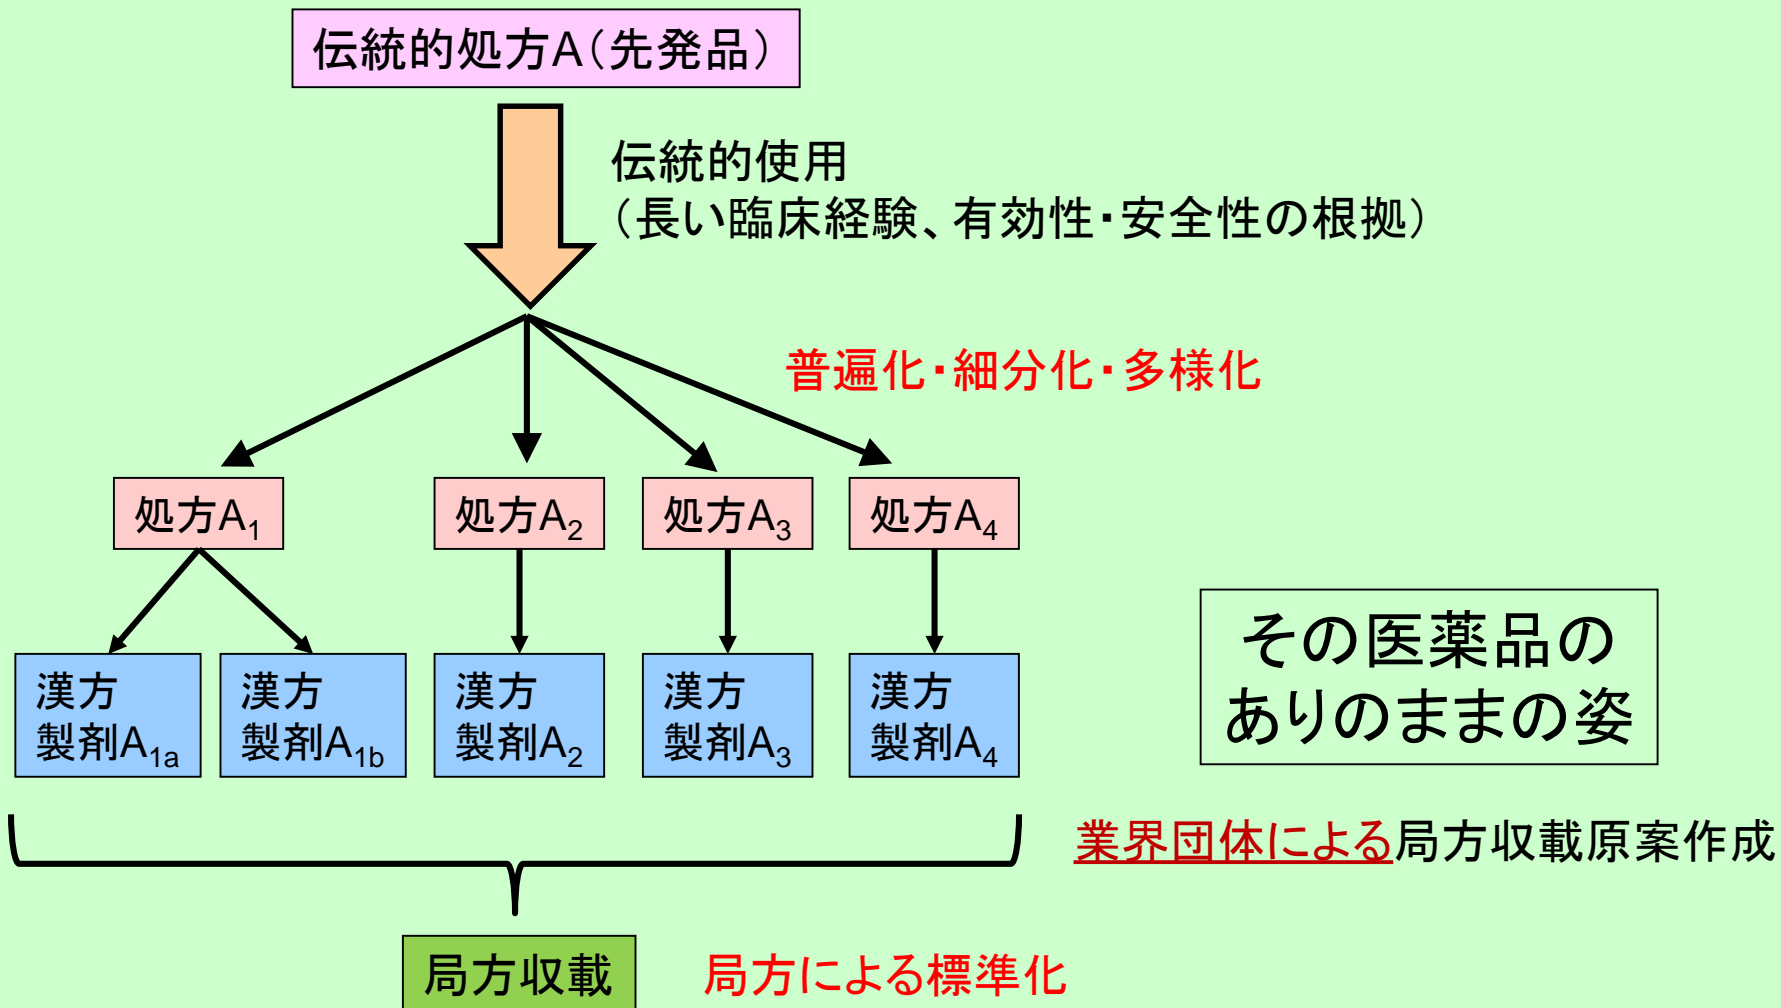 伝統的処方A（先発品）
伝統的使用
（長い臨床経験、有効性・安全性の根拠）
普遍化・細分化・多様化
処方A1
処方A2
処方A3
処方A4
漢方
製剤A1a
漢方
製剤A1b
漢方
製剤A2
漢方
製剤A3
漢方
製剤A4
その医薬品の
ありのままの姿
業界団体による局方収載原案作成
局方収載
局方による標準化